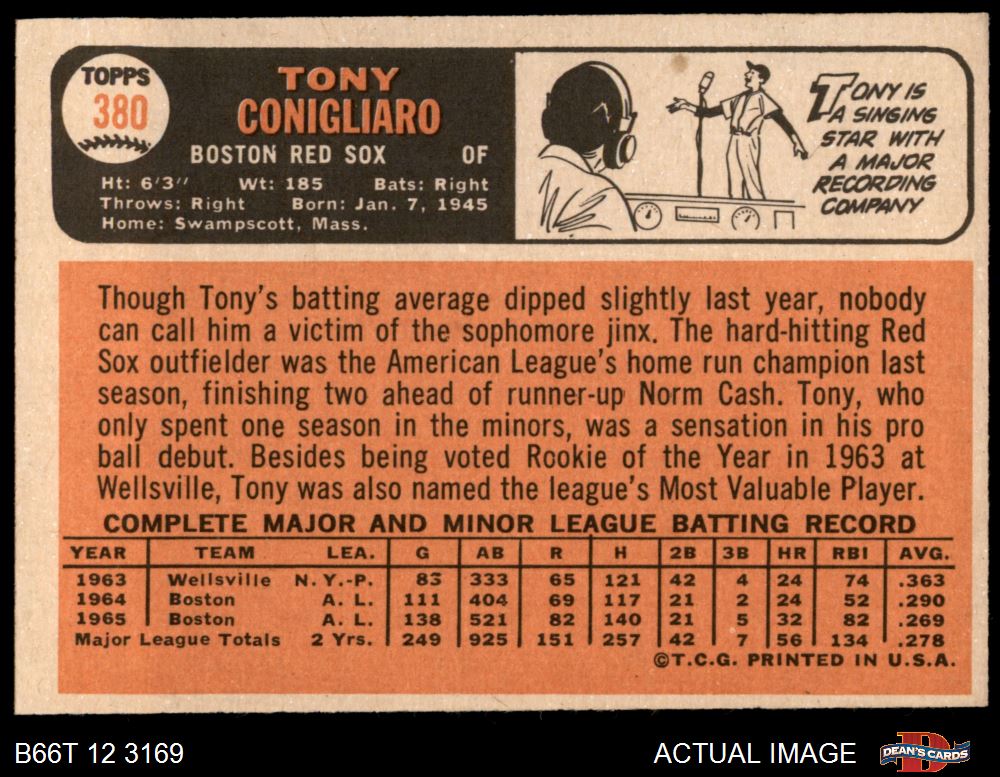 TOPPS
380
TONY
CONIGLIARO
BOSTON RED SOX OF
Ht: 6'3" Wt: 185 Bats: Right
Throws: Right Born: Jan. 7, 1945
Home: Swampscott, Mass.
TONY IS
A SINGING
STAR WITH
A MAJOR
RECORDING
COMPANY
Though Tony's batting average dipped slightly last year, nobody
can call him a victim of the sophomore jinx. The hard-hitting Red
Sox outfielder was the American League's home run champion last
season, finishing two ahead of runner-up Norm Cash. Tony, who
only spent one season in the minors, was a sensation in his pro
ball debut. Besides being voted Rookie of the Year in 1963 at
Wellsville, Tony was also named the league's Most Valuable Player.
COMPLETE MAJOR AND MINOR LEAGUE BATTING RECORD
YEAR TEAM LEA. G AB R H 2B 3B HR RBI AVG.
1963 Wellsville N.Y.-P. 83 333 65 121 42 4 24 74 .363
1964 Boston A. L. 111 404 69 117 21 2 24 52 .290
1965 Boston A. L. 138 521 82 140 21 5 32 82 .269
Major League Totals 2 Yrs. 249 925 151 257 42 7 56 134 .278
©T.C.G. PRINTED IN U.S.A.
B66T 12 3169 ACTUAL IMAGE DEAN'S CARDS